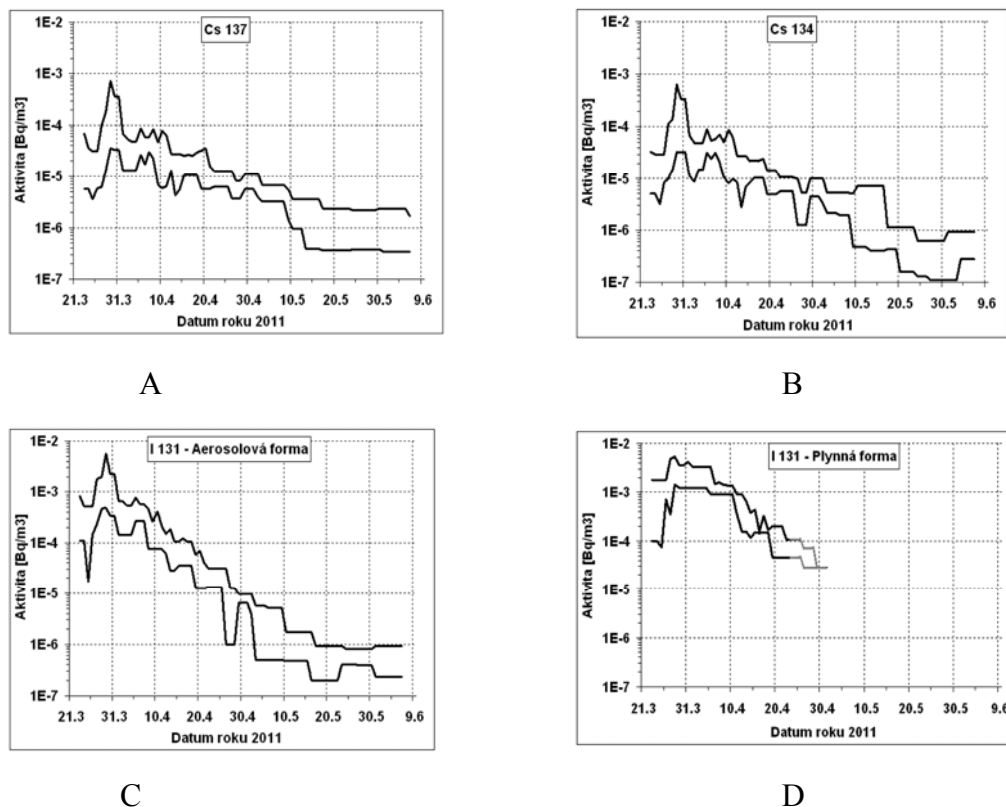 Cs 137
Aktivita [Bq/m3]
1E-2
1E-3
1E-4
1E-5
1E-6
1E-7
21.3 31.3 10.4 20.4 30.4 10.5 20.5 30.5 9.6
Datum roku 2011
A
Cs 134
Aktivita [Bq/m3]
1E-2
1E-3
1E-4
1E-5
1E-6
1E-7
21.3 31.3 10.4 20.4 30.4 10.5 20.5 30.5 9.6
Datum roku 2011
B
I 131 - Aerosolová forma
Aktivita [Bq/m3]
1E-2
1E-3
1E-4
1E-5
1E-6
1E-7
21.3 31.3 10.4 20.4 30.4 10.5 20.5 30.5 9.6
Datum roku 2011
C
I 131 - Plynná forma
Aktivita [Bq/m3]
1E-2
1E-3
1E-4
1E-5
1E-6
1E-7
21.3 31.3 10.4 20.4 30.4 10.5 20.5 30.5 9.6
Datum roku 2011
D